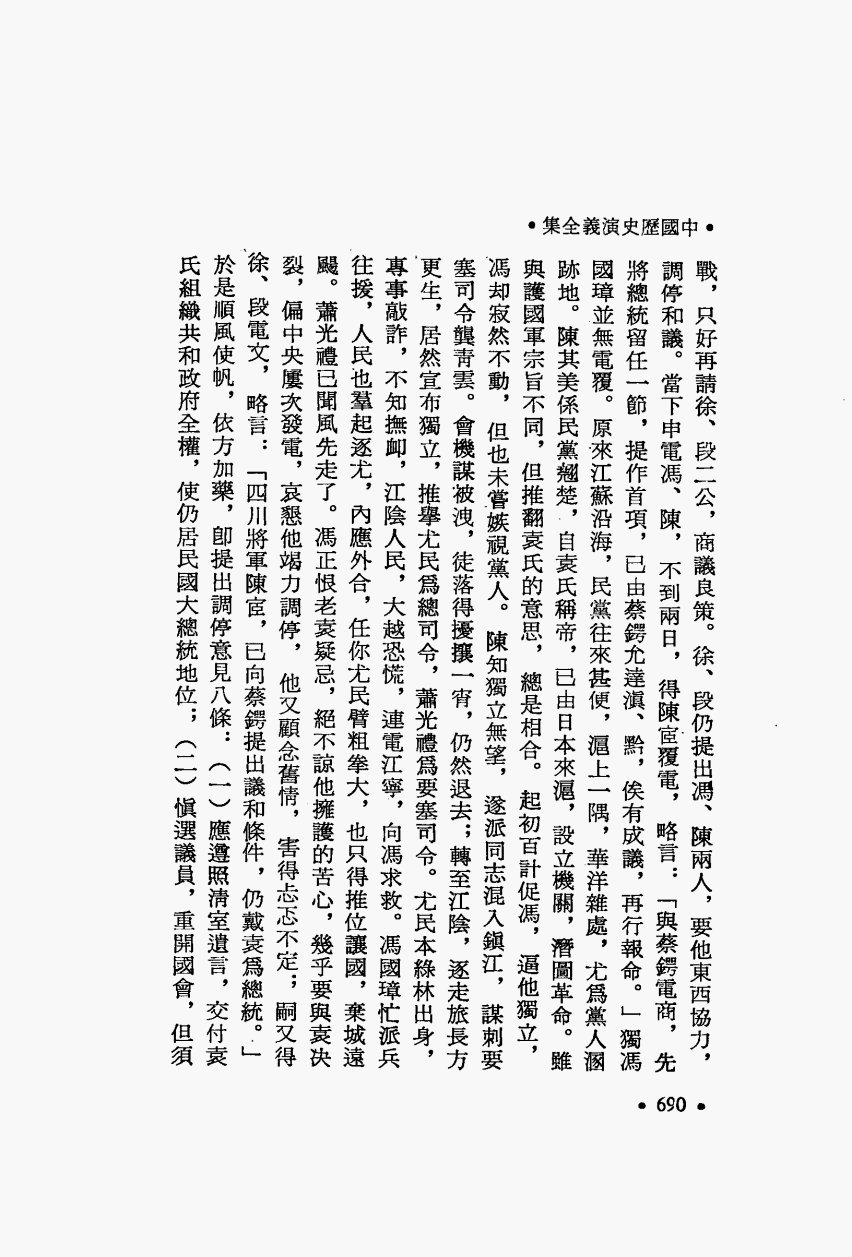 •中國歷史演義全集•
戰，只好再請徐、段二公，商議良策。徐、段仍提出馮、陳兩人，要他東西協力，
調停和議。當下申電馮、陳，不到兩日，得陳宧覆電，略言：「與蔡鍔電商，先
將總統留任一節，提作首項，已由蔡鍔允達滇、黔，俟有成議，再行報命。」獨馮
國璋並無電覆。原來江蘇沿海，民黨往來甚便，滬上一隅，華洋雜處，尤爲黨人溷
跡地。陳其美係民黨翹楚，自袁氏稱帝，已由日本來滬，設立機關，潛圖革命。雖
與護國軍宗旨不同，但推翻袁氏的意思，總是相合。起初百計促馮，逼他獨立，
馮却寂然不動，但也未嘗嫉視黨人。陳知獨立無望，遂派同志混入鎭江，謀刺要
塞司令龔靑雲。會機謀被洩，徒落得擾攘一宵，仍然退去；轉至江陰，逐走旅長方
更生，居然宣布獨立，推擧尤民爲總司令，蕭光禮爲要塞司令。尤民本綠林出身，
專事敲詐，不知撫卹，江陰人民，大越恐慌，連電江寧，向馮求救。馮國璋忙派兵
往援，人民也羣起逐尤，內應外合，任你尤民臂粗拳大，也只得推位讓國，棄城遠
颺。蕭光禮已聞風先走了。馮正恨老袁疑忌，絕不諒他擁護的苦心，幾乎要與袁決
裂，偏中央屢次發電，哀懇他竭力調停，他又顧念舊情，害得忐忑不定；嗣又得
徐、段電文，略言：「四川將軍陳宧，已向蔡鍔提出議和條件，仍戴袁爲總統。」
於是順風使帆，依方加藥，卽提出調停意見八條：（一）應遵照淸室遺言，交付袁
氏組織共和政府全權，使仍居民國大總統地位；（二）愼選議員，重開國會，但須
•690•